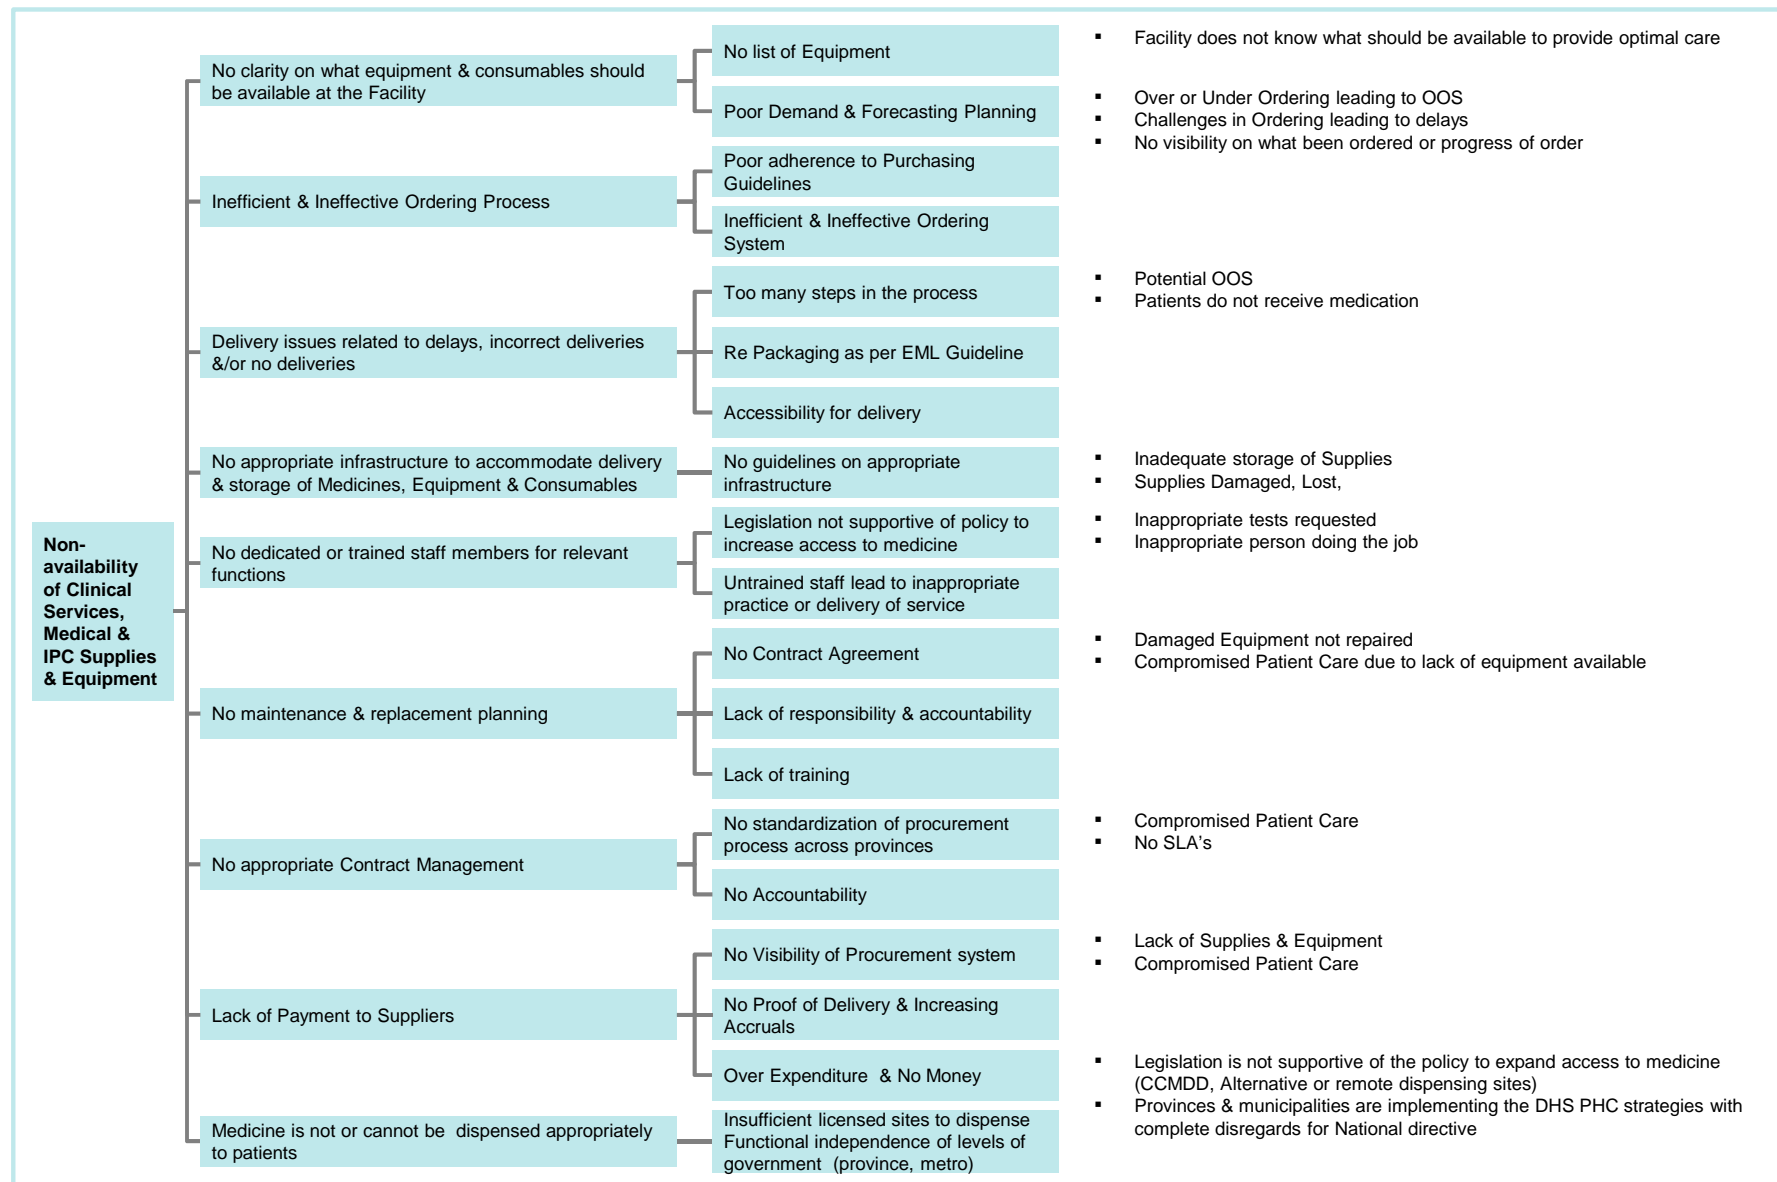 Non-
availability
of Clinical
Services,
Medical &
IPC Supplies
& Equipment
No clarity on what equipment & consumables should
be available at the Facility
No list of Equipment
Poor Demand & Forecasting Planning
▪ Facility does not know what should be available to provide optimal care
▪ Over or Under Ordering leading to OOS
▪ Challenges in Ordering leading to delays
▪ No visibility on what been ordered or progress of order
Inefficient & Ineffective Ordering Process
Poor adherence to Purchasing
Guidelines
Inefficient & Ineffective Ordering
System
Delivery issues related to delays, incorrect deliveries
&/or no deliveries
Too many steps in the process
Re Packaging as per EML Guideline
Accessibility for delivery
▪ Potential OOS
▪ Patients do not receive medication
No appropriate infrastructure to accommodate delivery
& storage of Medicines, Equipment & Consumables
No guidelines on appropriate
infrastructure
▪ Inadequate storage of Supplies
▪ Supplies Damaged, Lost,
No dedicated or trained staff members for relevant
functions
Legislation not supportive of policy to
increase access to medicine
Untrained staff lead to inappropriate
practice or delivery of service
▪ Inappropriate tests requested
▪ Inappropriate person doing the job
No maintenance & replacement planning
No Contract Agreement
Lack of responsibility & accountability
Lack of training
▪ Damaged Equipment not repaired
▪ Compromised Patient Care due to lack of equipment available
No appropriate Contract Management
No standardization of procurement
process across provinces
No Accountability
▪ Compromised Patient Care
▪ No SLA's
Lack of Payment to Suppliers
No Visibility of Procurement system
No Proof of Delivery & Increasing
Accruals
Over Expenditure & No Money
▪ Lack of Supplies & Equipment
▪ Compromised Patient Care
Medicine is not or cannot be dispensed appropriately
to patients
Insufficient licensed sites to dispense
Functional independence of levels of
government (province, metro)
▪ Legislation is not supportive of the policy to expand access to medicine
(CCMDD, Alternative or remote dispensing sites)
▪ Provinces & municipalities are implementing the DHS PHC strategies with
complete disregards for National directive